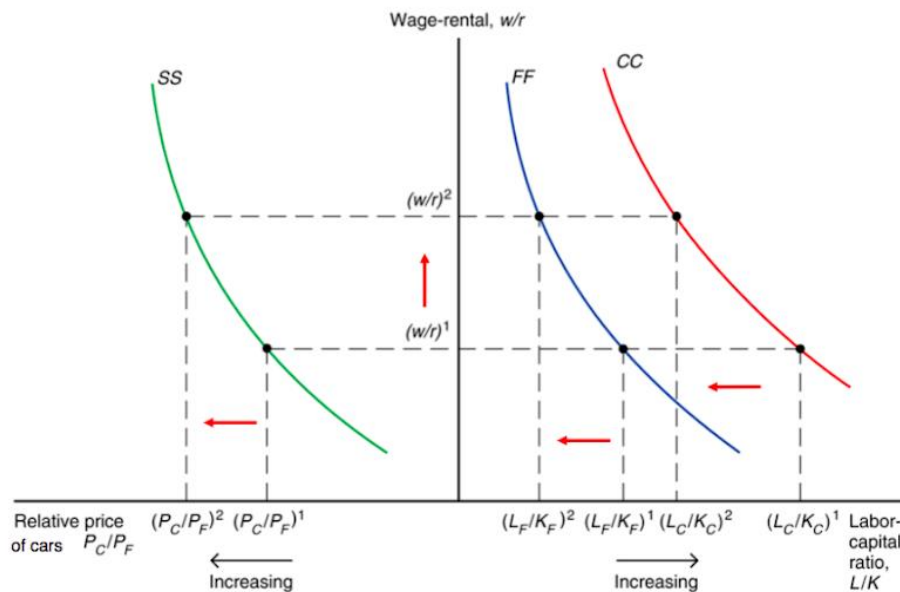 Wage-rental, w/r
SS
FF
CC
(w/r)²
(w/r)¹
Relative price
of cars P_C/P_F
(P_C/P_F)²
(P_C/P_F)¹
(L_F/K_F)²
(L_F/K_F)¹
(L_C/K_C)²
(L_C/K_C)¹
Labor-
capital
ratio,
L/K
Increasing
Increasing